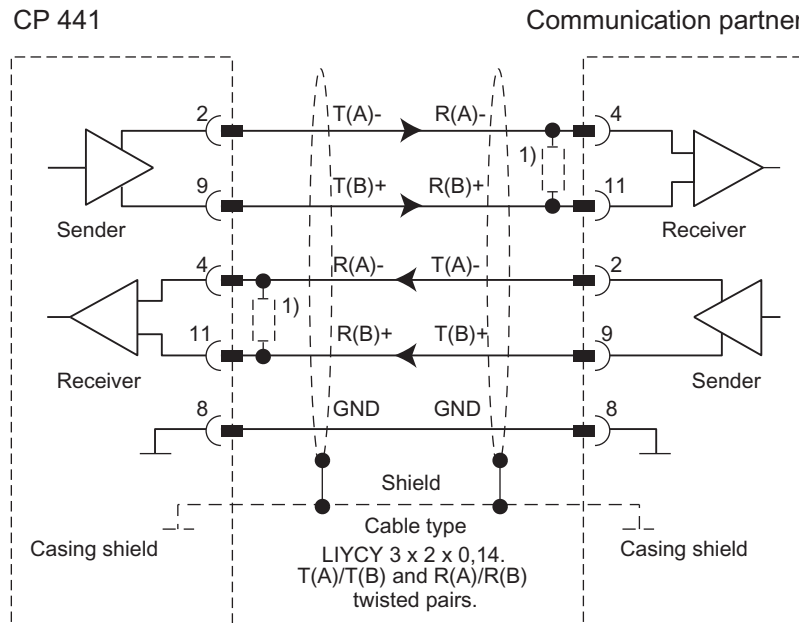 CP 441
Communication partner
2
T(A)-
R(A)-
4
1)
9
T(B)+
R(B)+
11
Sender
Receiver
4
R(A)-
T(A)-
2
1)
11
R(B)+
T(B)+
9
Receiver
Sender
8
GND
GND
8
Shield
Casing shield
Cable type
Casing shield
LIYCY 3 x 2 x 0,14.
T(A)/T(B) and R(A)/R(B)
twisted pairs.